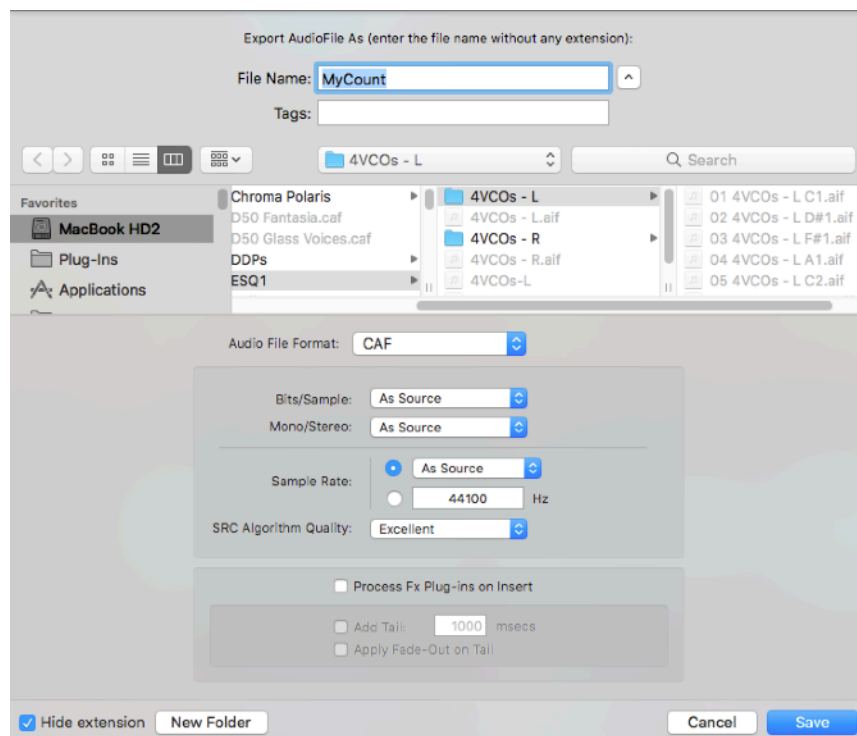 Export AudioFile As (enter the file name without any extension):
File Name: MyCount
Tags:
4VCOs - L
Search
Favorites
MacBook HD2
Plug-Ins
Applications
Chroma Polaris
D50 Fantasia.caf
D50 Glass Voices.caf
DDPs
ESQ1
4VCOs - L
4VCOs - L.aif
4VCOs - R
4VCOs - R.aif
4VCOs-L
01 4VCOs - L C1.aif
02 4VCOs - L D#1.aif
03 4VCOs - L F#1.aif
04 4VCOs - L A1.aif
05 4VCOs - L C2.aif
Audio File Format: CAF
Bits/Sample: As Source
Mono/Stereo: As Source
Sample Rate: As Source
44100 Hz
SRC Algorithm Quality: Excellent
Process Fx Plug-ins on Insert
Add Tail: 1000 msecs
Apply Fade-Out on Tail
Hide extension New Folder Cancel Save